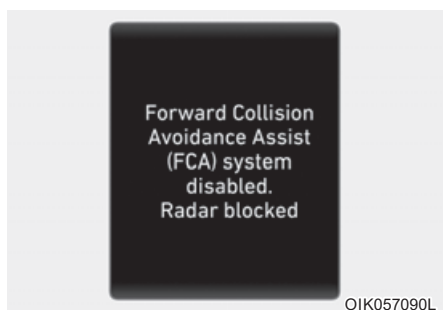 Forward Collision
Avoidance Assist
(FCA) system
disabled.
Radar blocked
OIK057090L